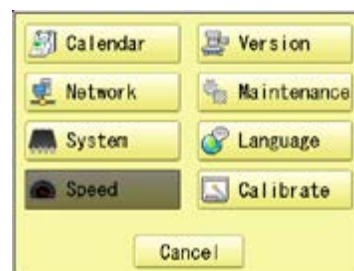 Calendar
Version
Network
Maintenance
System
Language
Speed
Calibrate
Cancel